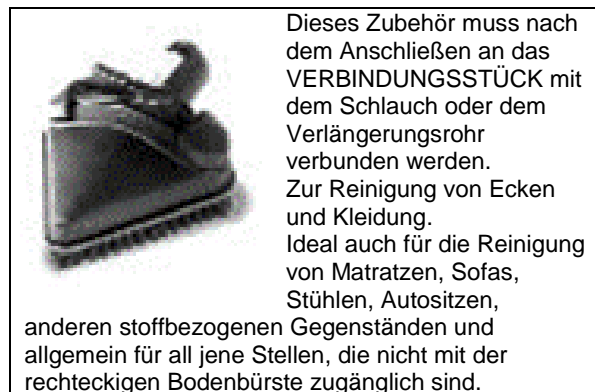 Dieses Zubehör muss nach
dem Anschließen an das
VERBINDUNGSSTÜCK mit
dem Schlauch oder dem
Verlängerungsrohr
verbunden werden.
Zur Reinigung von Ecken
und Kleidung.
Ideal auch für die Reinigung
von Matratzen, Sofas,
Stühlen, Autositzen,
anderen stoffbezogenen Gegenständen und
allgemein für all jene Stellen, die nicht mit der
rechteckigen Bodenbürste zugänglich sind.